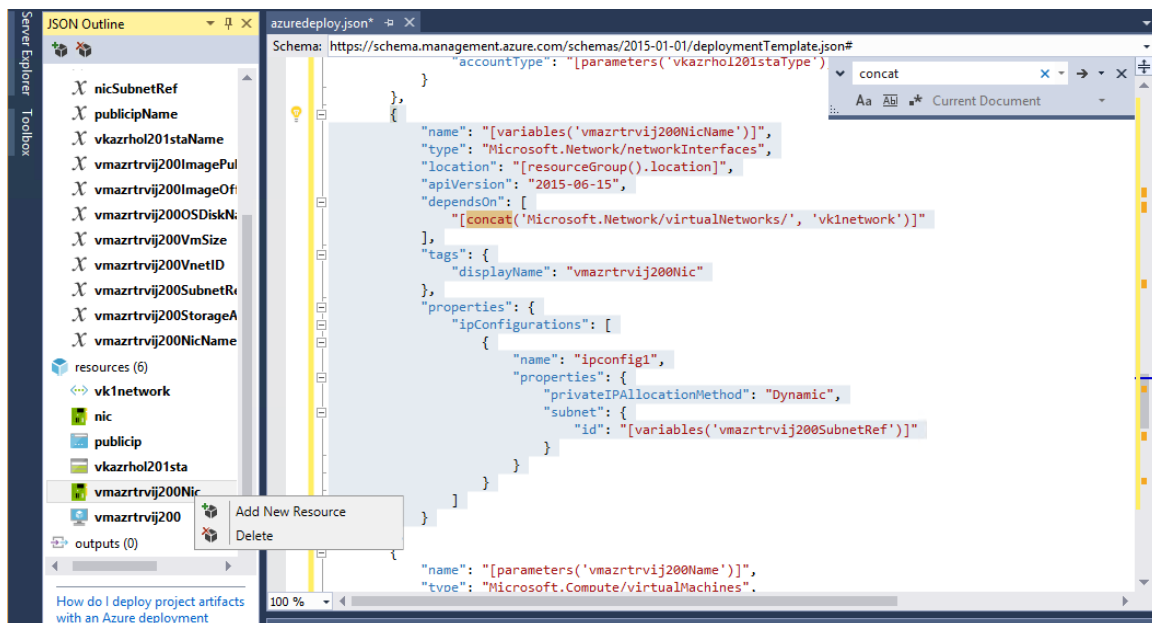 Server Explorer
Toolbox
JSON Outline
nicSubnetRef
publicipName
vkazrhol201staName
vmazrtrvij200ImagePul
vmazrtrvij200ImageOf
vmazrtrvij200OSDiskN
vmazrtrvij200VmSize
vmazrtrvij200VnetID
vmazrtrvij200SubnetRe
vmazrtrvij200StorageA
vmazrtrvij200NicName
resources (6)
vk1network
nic
publicip
vkazrhol201sta
vmazrtrvij200Nic
vmazrtrvij200
outputs (0)
Add New Resource
Delete
How do I deploy project artifacts
with an Azure deployment
azuredeploy.json*
Schema: https://schema.management.azure.com/schemas/2015-01-01/deploymentTemplate.json#
concat
Aa Abl .* Current Document
"accountType": "[parameters('vkazrhol201staType')
}
},
{
"name": "[variables('vmazrtrvij200NicName')]",
"type": "Microsoft.Network/networkInterfaces",
"location": "[resourceGroup().location]",
"apiVersion": "2015-06-15",
"dependsOn": [
"[concat('Microsoft.Network/virtualNetworks/', 'vk1network')]"
],
"tags": {
"displayName": "vmazrtrvij200Nic"
},
"properties": {
"ipConfigurations": [
{
"name": "ipconfig1",
"properties": {
"privateIPAllocationMethod": "Dynamic",
"subnet": {
"id": "[variables('vmazrtrvij200SubnetRef')]"
}
}
}
]
}
{
"name": "[parameters('vmazrtrvij200Name')]",
"type": "Microsoft.Compute/virtualMachines",
100 %